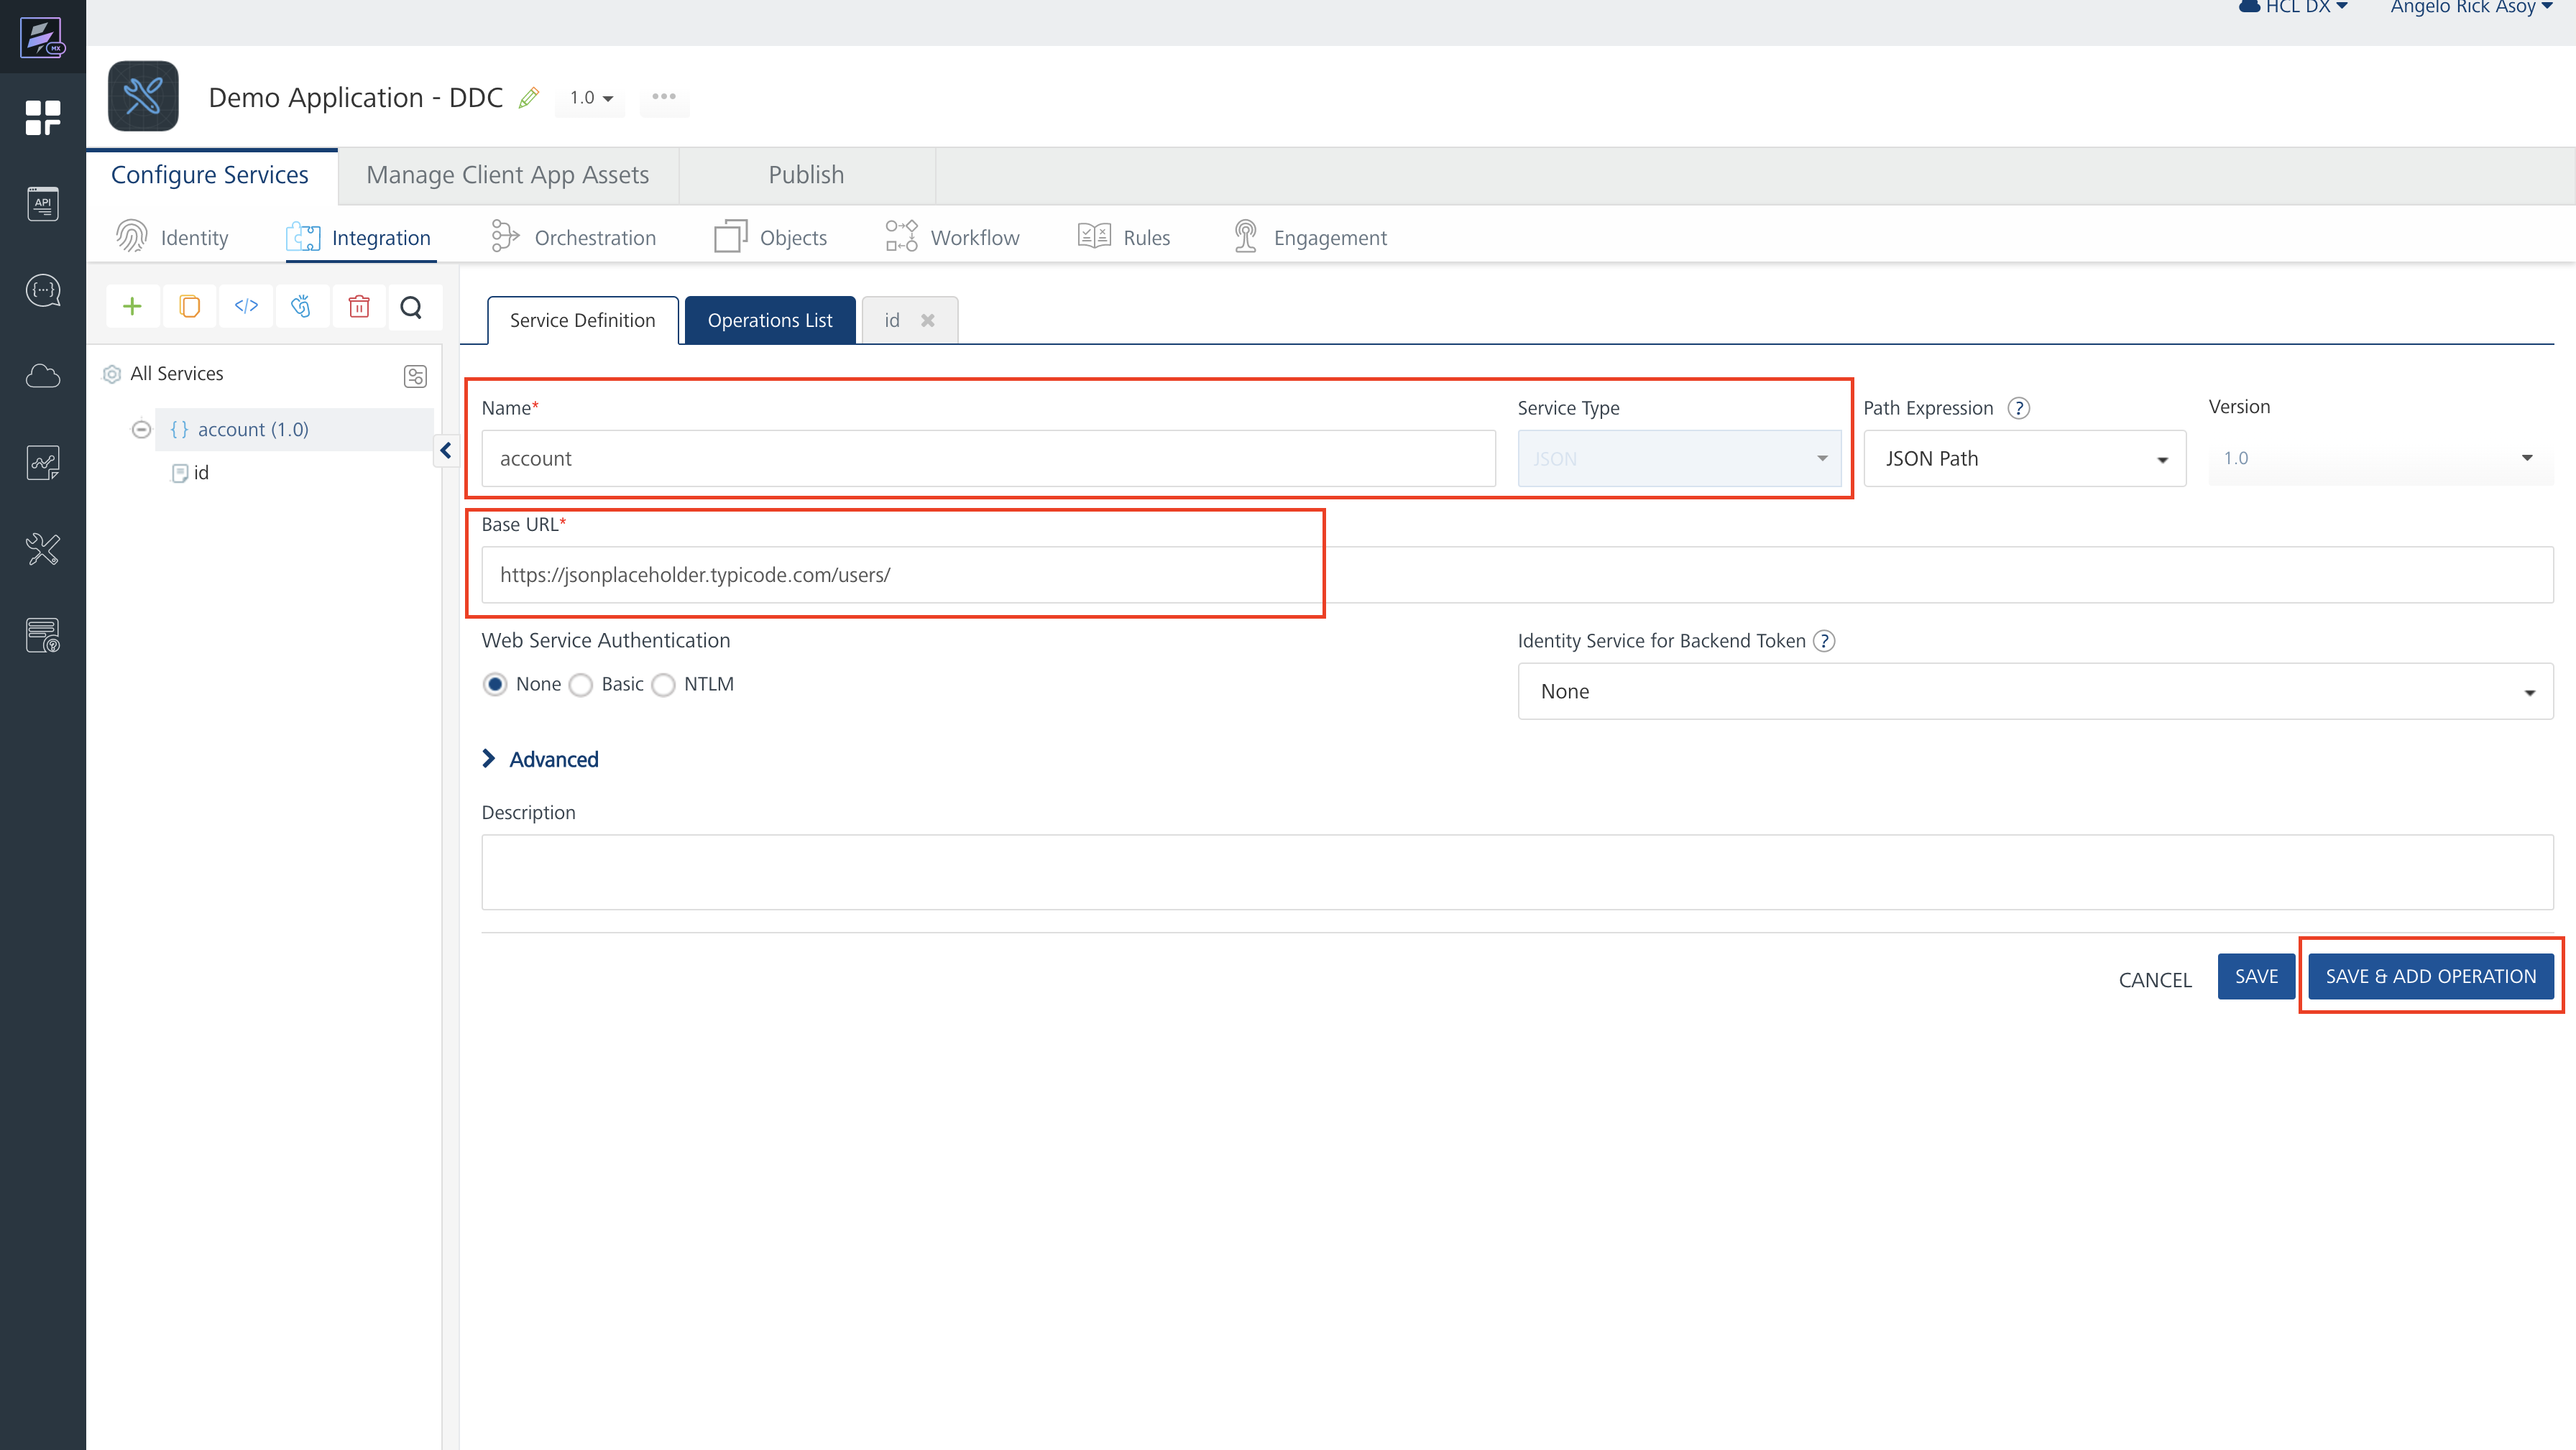 HCL DX
Angelo Rick Asoy
MX
Demo Application - DDC
1.0
Configure Services
Manage Client App Assets
Publish
API
Identity
Integration
Orchestration
Objects
Workflow
Rules
Engagement
Service Definition
Operations List
id
All Services
account (1.0)
id
Name*
Service Type
Path Expression ?
Version
account
JSON
JSON Path
1.0
Base URL*
https://jsonplaceholder.typicode.com/users/
Web Service Authentication
Identity Service for Backend Token ?
None
Basic
NTLM
None
Advanced
Description
CANCEL
SAVE
SAVE & ADD OPERATION